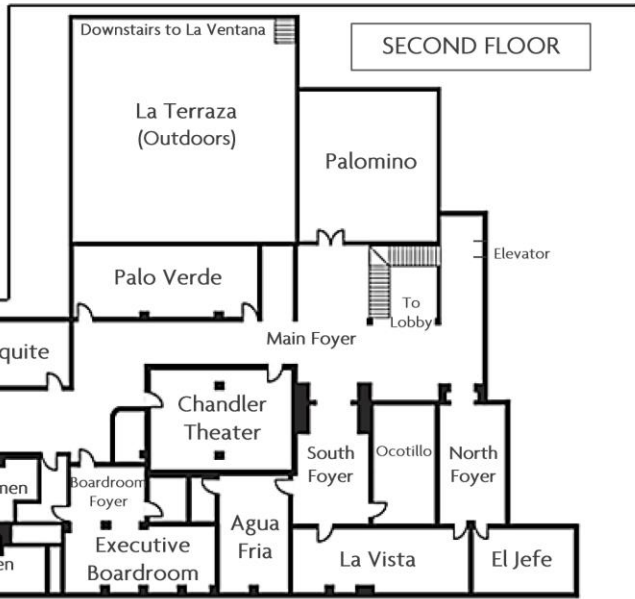 Downstairs to La Ventana
SECOND FLOOR
La Terraza
(Outdoors)
Palomino
Elevator
Palo Verde
To
Lobby
Main Foyer
quite
Chandler
Theater
South
Foyer
Ocotillo
North
Foyer
men
Boardroom
Foyer
Agua
Fria
Executive
Boardroom
La Vista
El Jefe
en